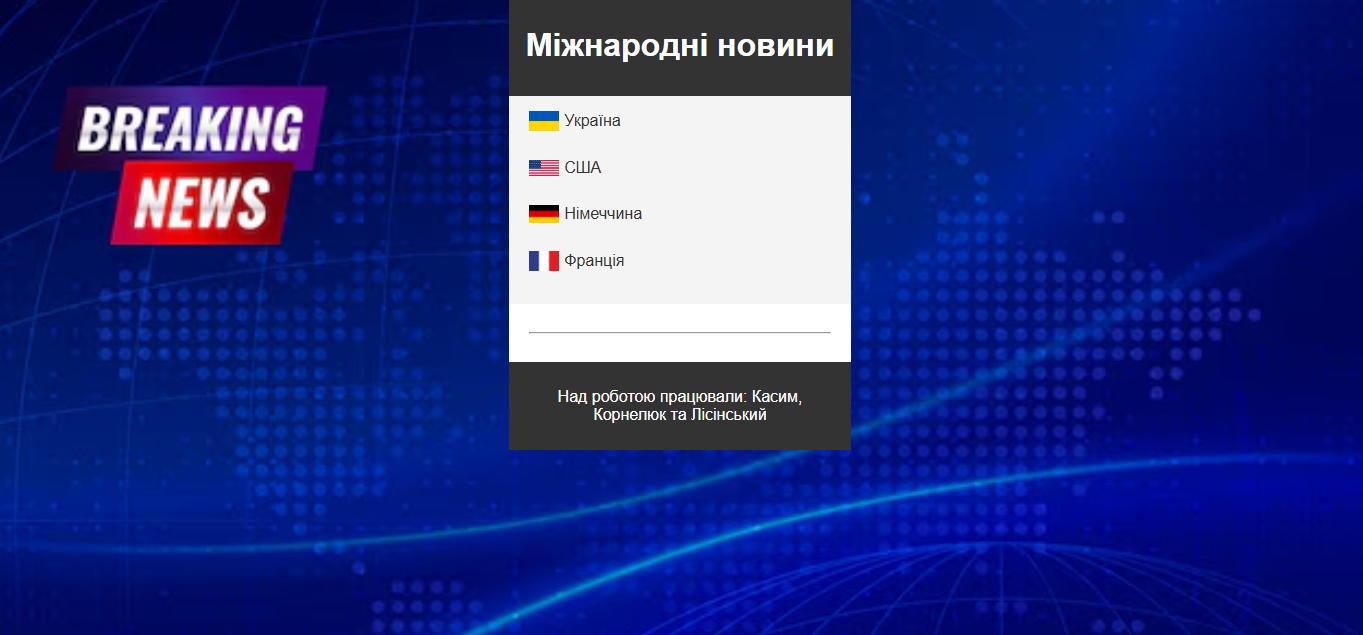 BREAKING
NEWS
Міжнародні новини
Україна
США
Німеччина
Франція
Над роботою працювали: Касим,
Корнелюк та Лісінський